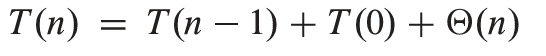 T(n) = T(n − 1) + T(0) + Θ(n)